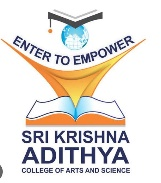 ENTER TO EMPOWER
SRI KRISHNA
ADITHYA
COLLEGE OF ARTS AND SCIENCE